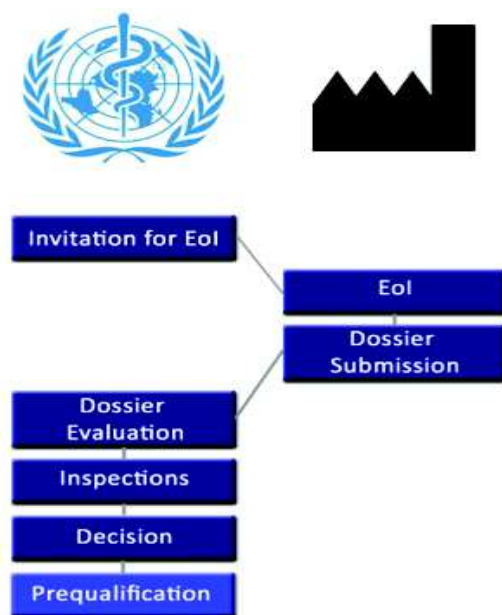 Invitation for EoI
EoI
Dossier
Submission
Dossier
Evaluation
Inspections
Decision
Prequalification